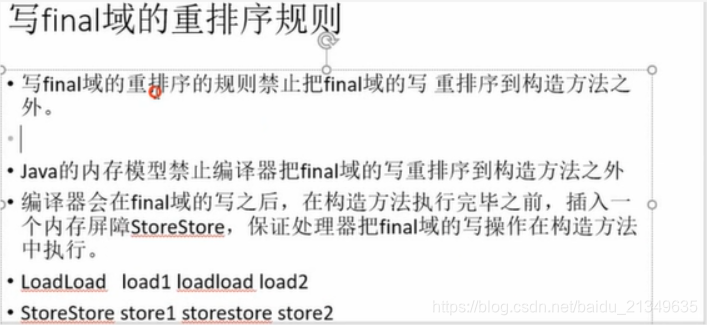 写final域的重排序规则
• 写final域的重排序的规则禁止把final域的写 重排序到构造方法之
外。
•
• Java的内存模型禁止编译器把final域的写重排序到构造方法之外
• 编译器会在final域的写之后，在构造方法执行完毕之前，插入一
个内存屏障StoreStore，保证处理器把final域的写操作在构造方法
中执行。
• LoadLoad load1 loadload load2
• StoreStore store1 storestore store2
https://blog.csdn.net/baidu_21349635